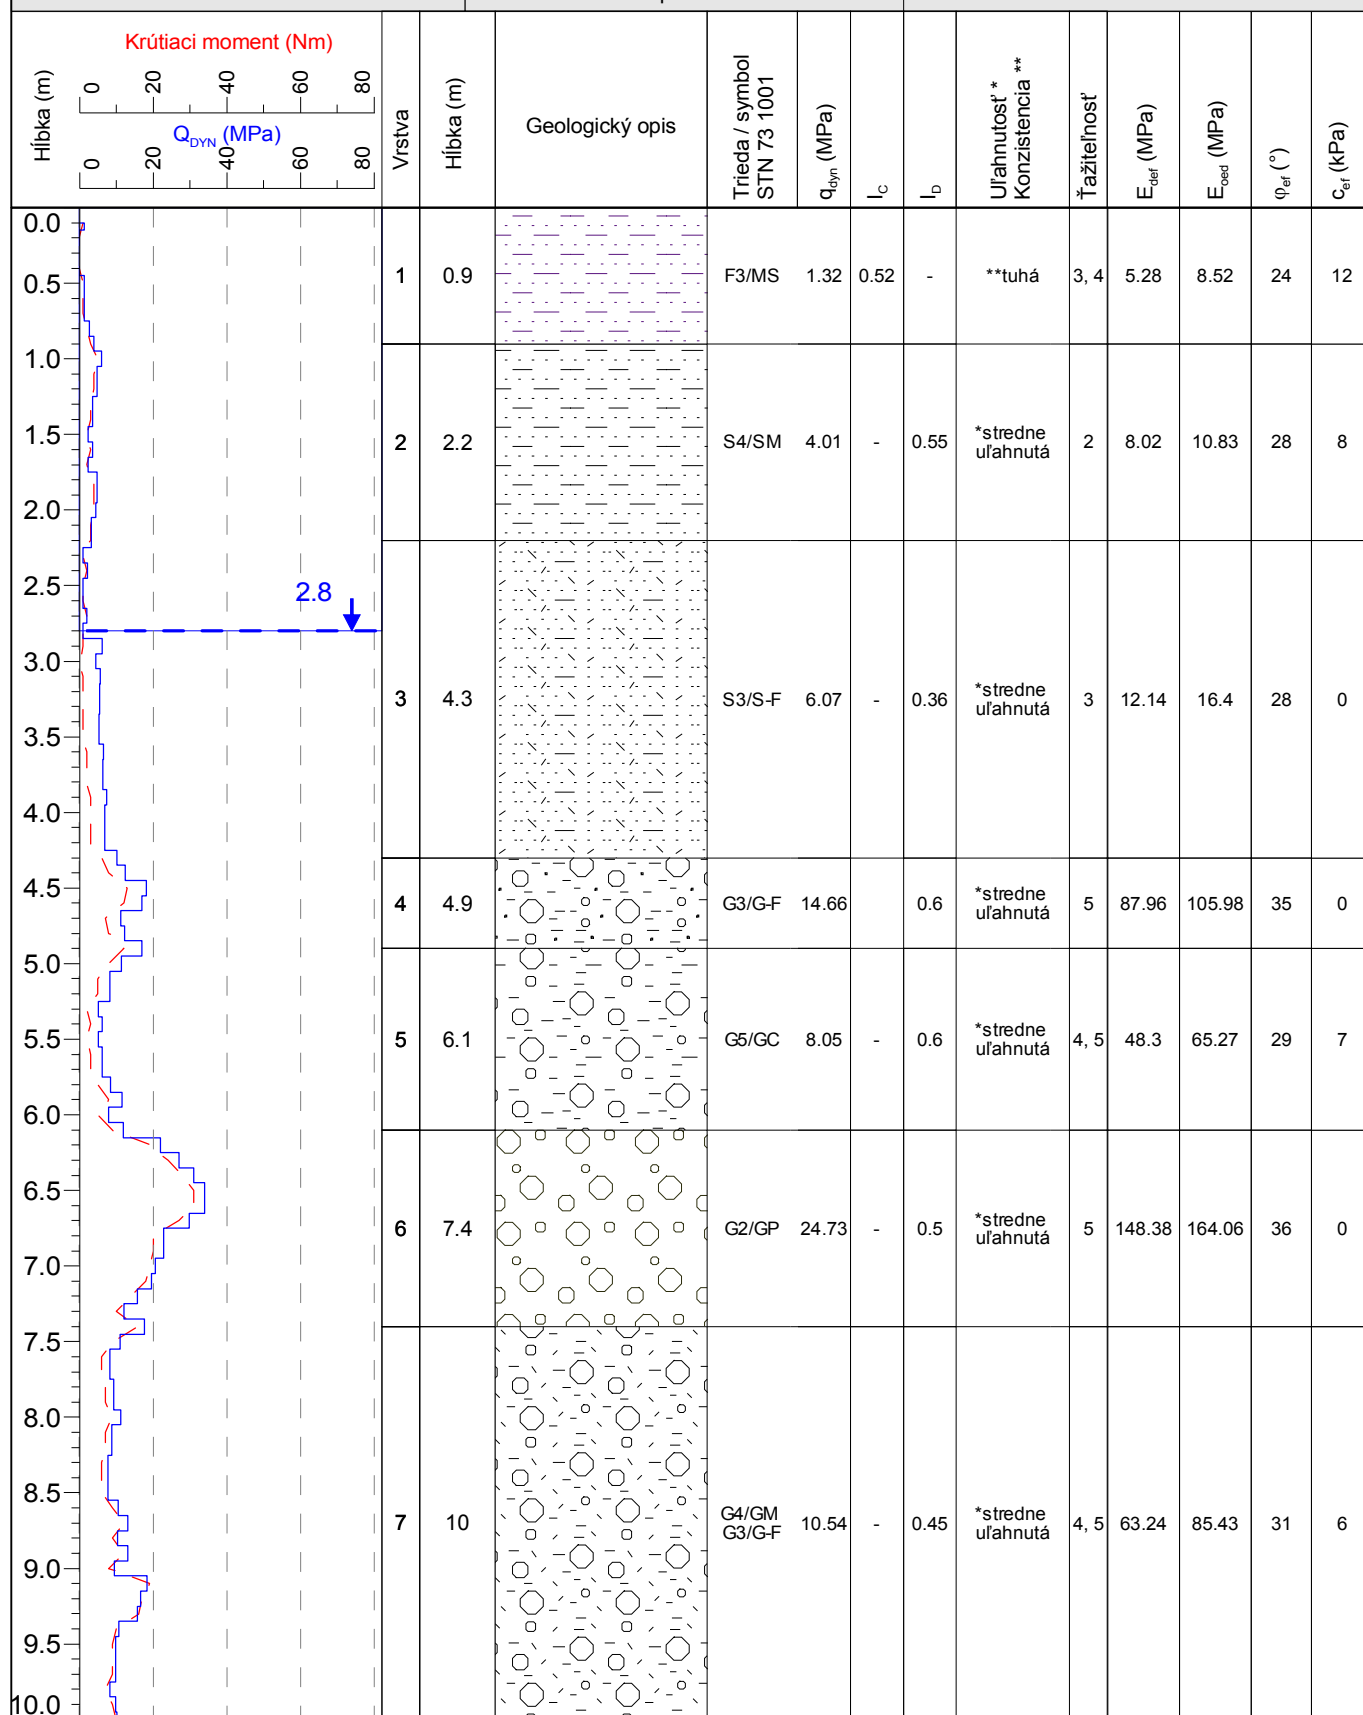 Krútiaci moment (Nm)
0 20 40 60 80
Q_DYN (MPa)
0 20 40 60 80
Hĺbka (m)
Vrstva
Hĺbka (m)
Geologický opis
Trieda / symbol
STN 73 1001
q_dyn (MPa)
I_C
I_D
Uľahnutosť *
Konzistencia **
Ťažiteľnosť
E_def (MPa)
E_oed (MPa)
φ_ef (°)
c_ef (kPa)
0.0
0.5
1.0
1.5
2.0
2.5
3.0
3.5
4.0
4.5
5.0
5.5
6.0
6.5
7.0
7.5
8.0
8.5
9.0
9.5
10.0
2.8
1 0.9 F3/MS 1.32 0.52 - **tuhá 3, 4 5.28 8.52 24 12
2 2.2 S4/SM 4.01 - 0.55 *stredne
uľahnutá 2 8.02 10.83 28 8
3 4.3 S3/S-F 6.07 - 0.36 *stredne
uľahnutá 3 12.14 16.4 28 0
4 4.9 G3/G-F 14.66 0.6 *stredne
uľahnutá 5 87.96 105.98 35 0
5 6.1 G5/GC 8.05 - 0.6 *stredne
uľahnutá 4, 5 48.3 65.27 29 7
6 7.4 G2/GP 24.73 - 0.5 *stredne
uľahnutá 5 148.38 164.06 36 0
7 10 G4/GM
G3/G-F 10.54 - 0.45 *stredne
uľahnutá 4, 5 63.24 85.43 31 6